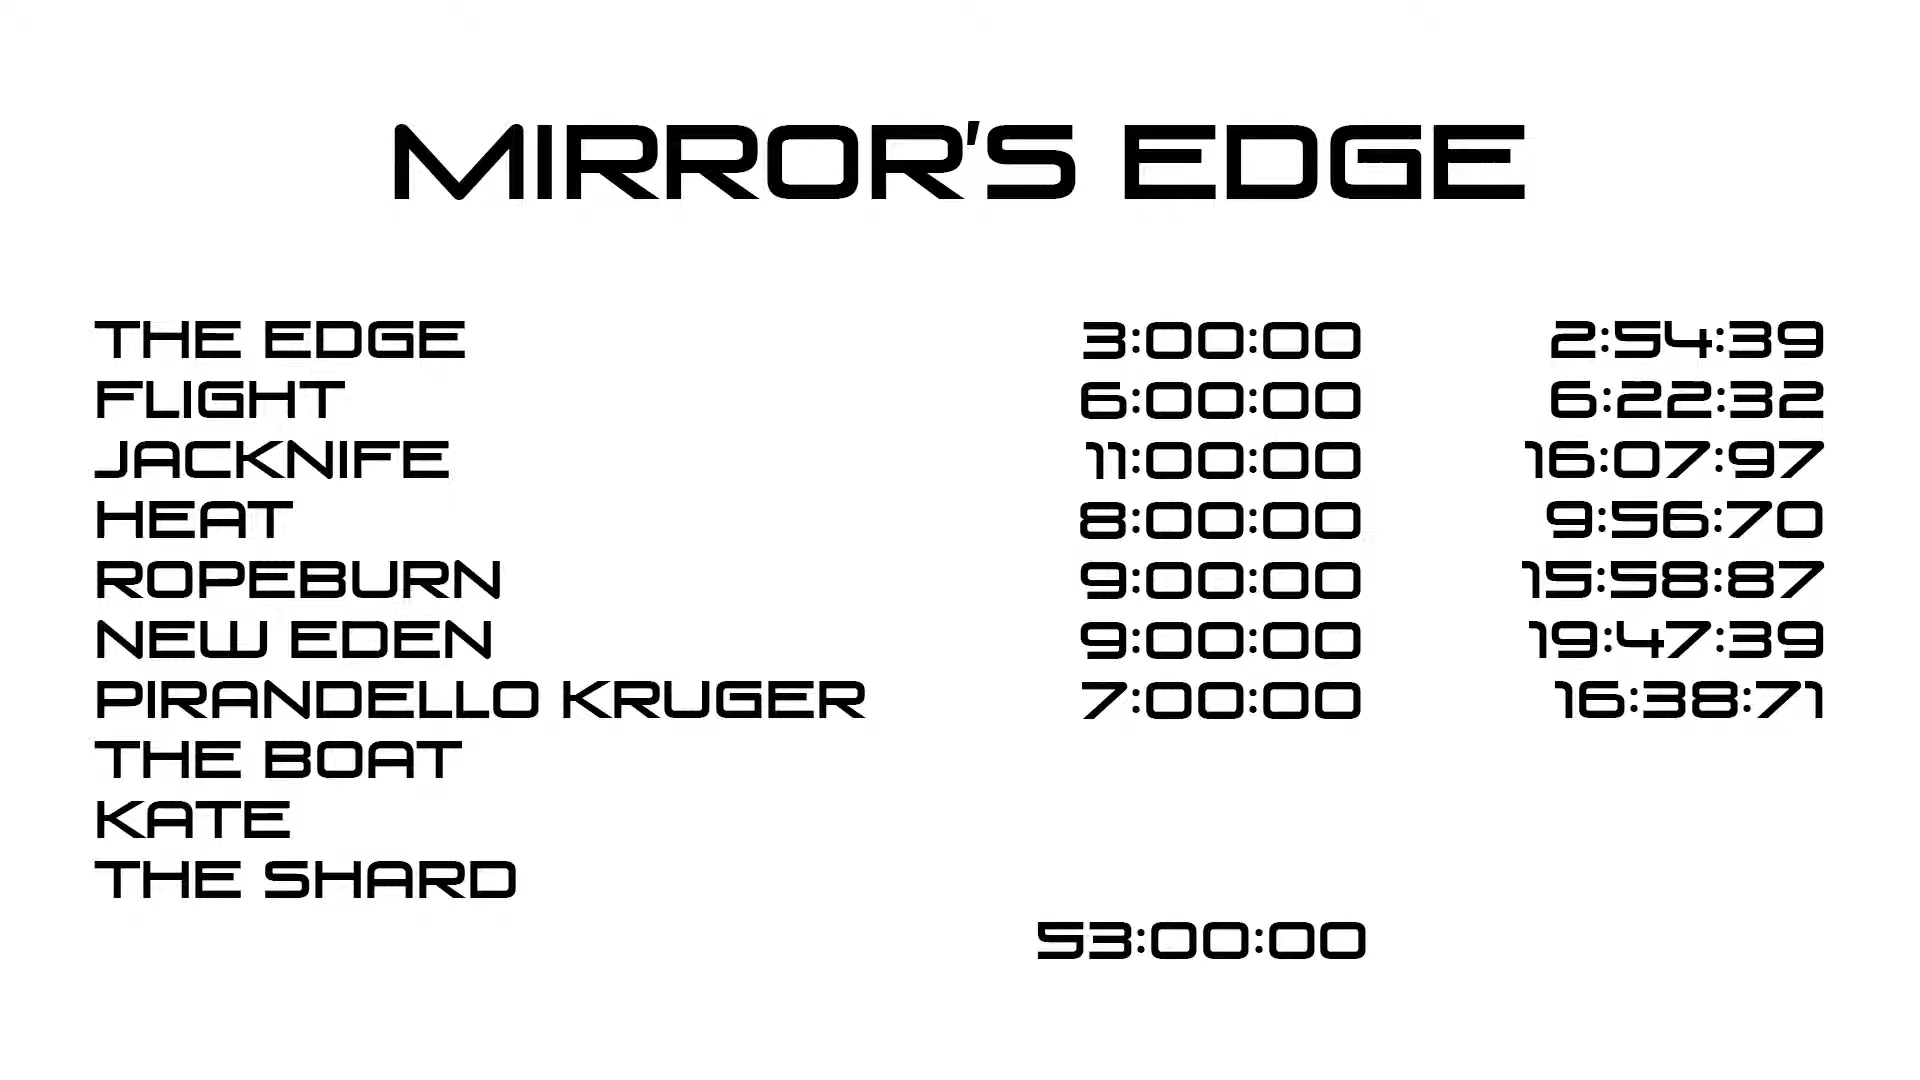 MIRROR'S EDGE
THE EDGE 3:00:00 2:54:39
FLIGHT 6:00:00 6:22:32
JACKNIFE 11:00:00 16:07:97
HEAT 8:00:00 9:56:70
ROPEBURN 9:00:00 15:58:87
NEW EDEN 9:00:00 19:47:39
PIRANDELLO KRUGER 7:00:00 16:38:71
THE BOAT
KATE
THE SHARD
53:00:00